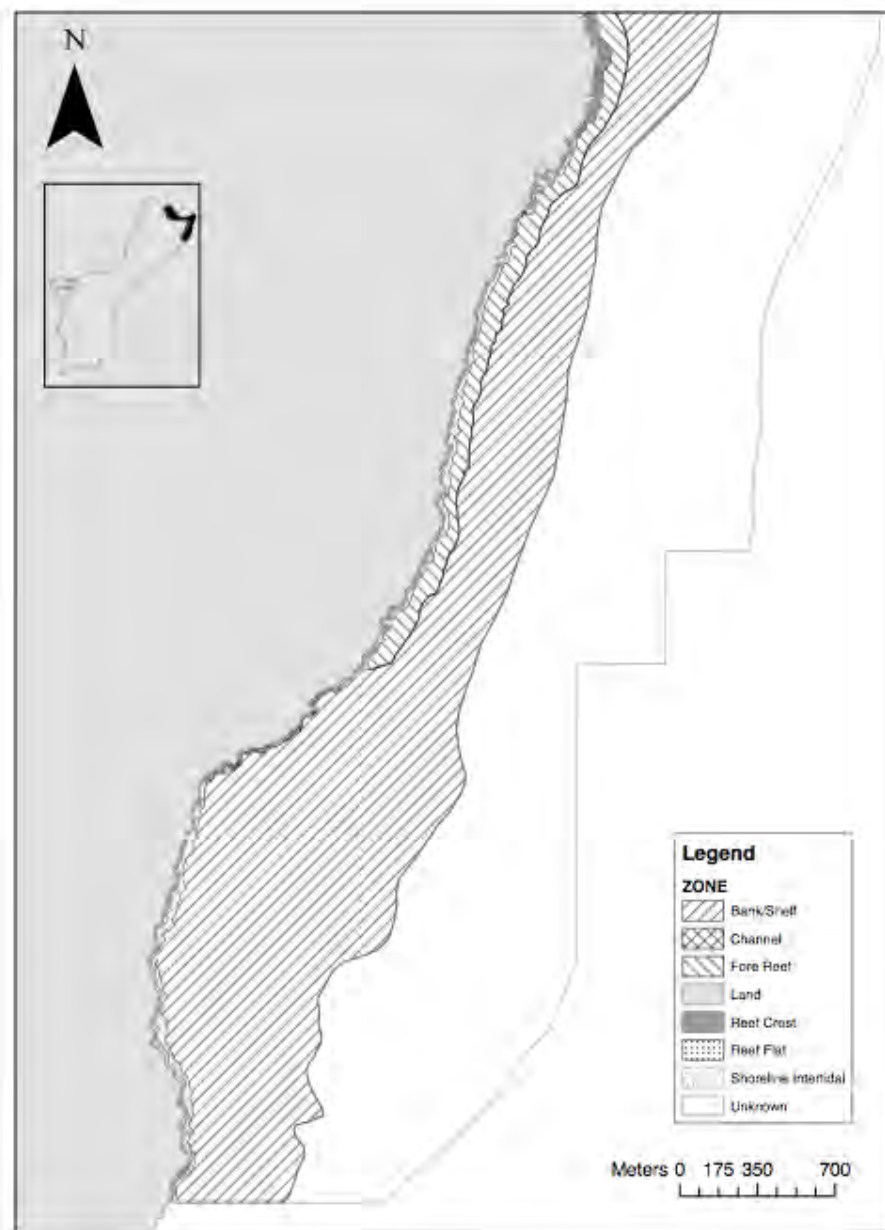 N
Legend
ZONE
Bank/Shelf
Channel
Fore Reef
Land
Reef Crest
Reef Flat
Shoreline Intertidal
Unknown
Meters 0 175 350 700